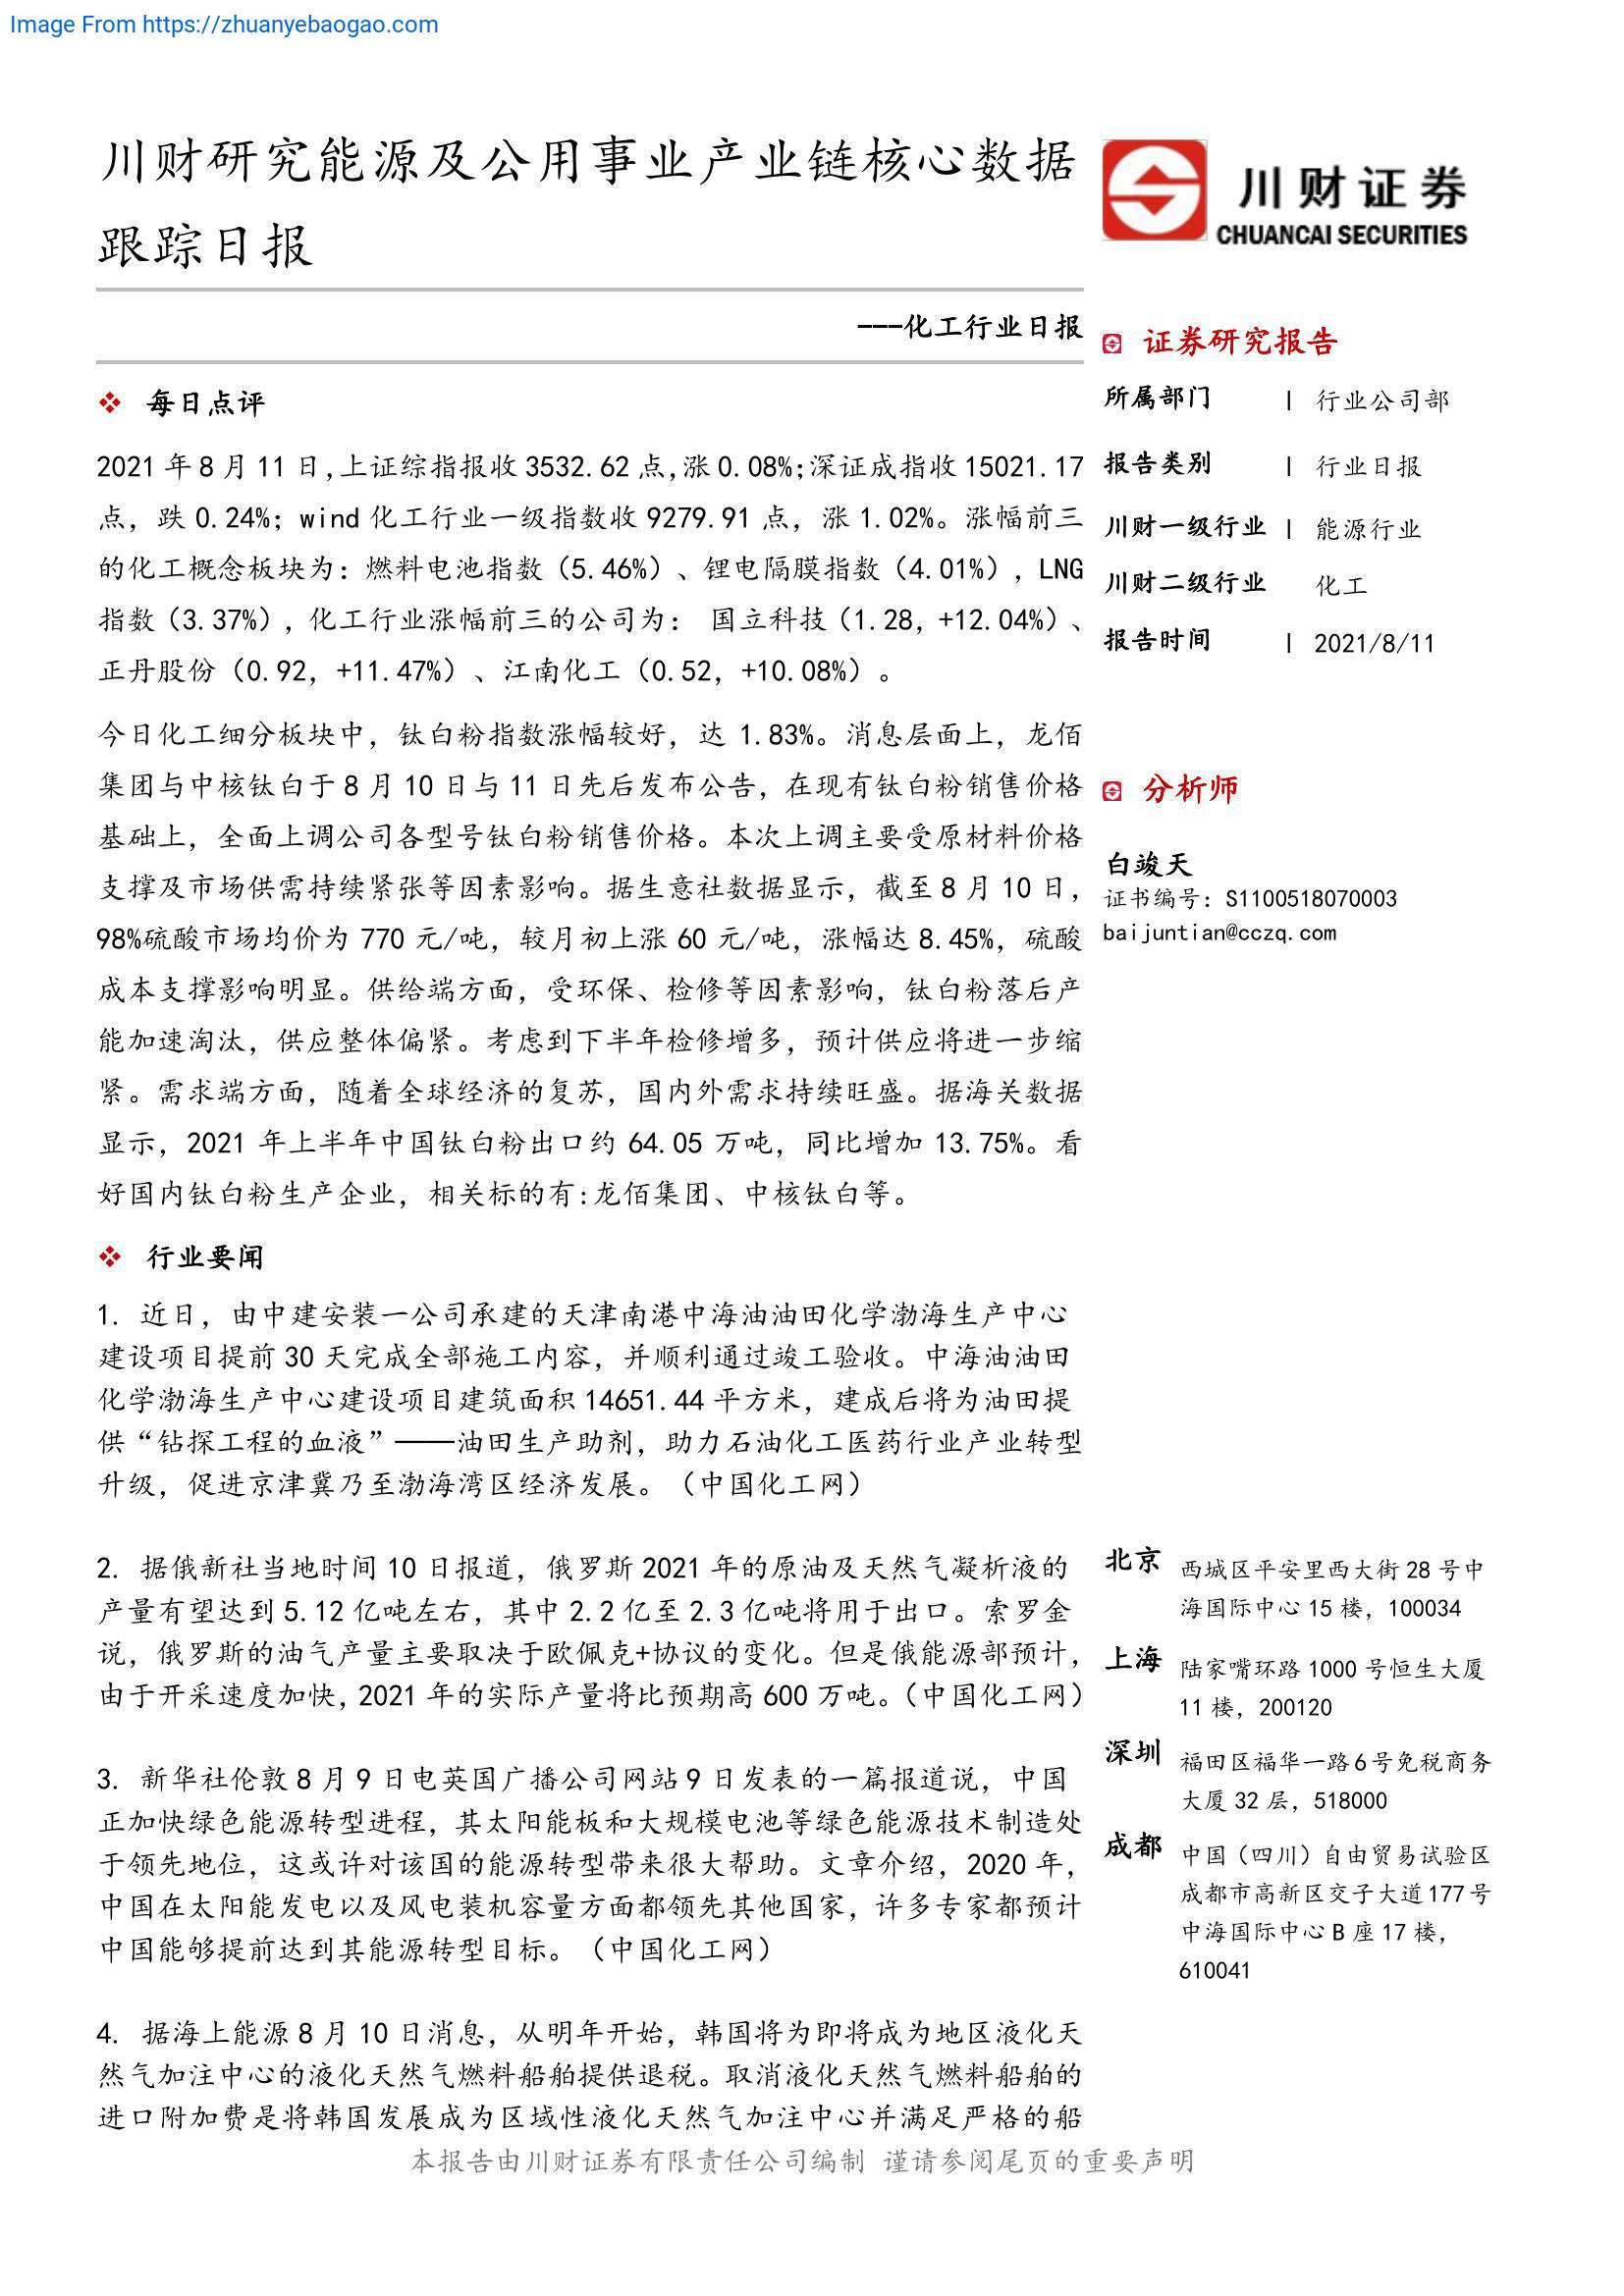 Image From https://zhuanyebaogao.com
川财研究能源及公用事业产业链核心数据
跟踪日报
川财证券
CHUANCAI SECURITIES
---化工行业日报
❖ 每日点评
2021 年 8 月 11 日,上证综指报收 3532.62 点,涨 0.08%;深证成指收 15021.17
点，跌 0.24%；wind 化工行业一级指数收 9279.91 点，涨 1.02%。涨幅前三
的化工概念板块为：燃料电池指数（5.46%）、锂电隔膜指数（4.01%），LNG
指数（3.37%），化工行业涨幅前三的公司为： 国立科技（1.28，+12.04%）、
正丹股份（0.92，+11.47%）、江南化工（0.52，+10.08%）。
今日化工细分板块中，钛白粉指数涨幅较好，达 1.83%。消息层面上，龙佰
集团与中核钛白于 8 月 10 日与 11 日先后发布公告，在现有钛白粉销售价格
基础上，全面上调公司各型号钛白粉销售价格。本次上调主要受原材料价格
支撑及市场供需持续紧张等因素影响。据生意社数据显示，截至 8 月 10 日，
98%硫酸市场均价为 770 元/吨，较月初上涨 60 元/吨，涨幅达 8.45%，硫酸
成本支撑影响明显。供给端方面，受环保、检修等因素影响，钛白粉落后产
能加速淘汰，供应整体偏紧。考虑到下半年检修增多，预计供应将进一步缩
紧。需求端方面，随着全球经济的复苏，国内外需求持续旺盛。据海关数据
显示，2021 年上半年中国钛白粉出口约 64.05 万吨，同比增加 13.75%。看
好国内钛白粉生产企业，相关标的有:龙佰集团、中核钛白等。
❖ 行业要闻
1. 近日，由中建安装一公司承建的天津南港中海油油田化学渤海生产中心
建设项目提前 30 天完成全部施工内容，并顺利通过竣工验收。中海油油田
化学渤海生产中心建设项目建筑面积 14651.44 平方米，建成后将为油田提
供“钻探工程的血液”——油田生产助剂，助力石油化工医药行业产业转型
升级，促进京津冀乃至渤海湾区经济发展。（中国化工网）
2. 据俄新社当地时间 10 日报道，俄罗斯 2021 年的原油及天然气凝析液的
产量有望达到 5.12 亿吨左右，其中 2.2 亿至 2.3 亿吨将用于出口。索罗金
说，俄罗斯的油气产量主要取决于欧佩克+协议的变化。但是俄能源部预计，
由于开采速度加快，2021 年的实际产量将比预期高 600 万吨。（中国化工网）
3. 新华社伦敦 8 月 9 日电英国广播公司网站 9 日发表的一篇报道说，中国
正加快绿色能源转型进程，其太阳能板和大规模电池等绿色能源技术制造处
于领先地位，这或许对该国的能源转型带来很大帮助。文章介绍，2020 年，
中国在太阳能发电以及风电装机容量方面都领先其他国家，许多专家都预计
中国能够提前达到其能源转型目标。（中国化工网）
4. 据海上能源 8 月 10 日消息，从明年开始，韩国将为即将成为地区液化天
然气加注中心的液化天然气燃料船舶提供退税。取消液化天然气燃料船舶的
进口附加费是将韩国发展成为区域性液化天然气加注中心并满足严格的船
证券研究报告
所属部门 | 行业公司部
报告类别 | 行业日报
川财一级行业 | 能源行业
川财二级行业 化工
报告时间 | 2021/8/11
分析师
白竣天
证书编号：S1100518070003
baijuntian@cczq.com
北京 西城区平安里西大街 28 号中
海国际中心 15 楼，100034
上海 陆家嘴环路 1000 号恒生大厦
11 楼，200120
深圳 福田区福华一路 6 号免税商务
大厦 32 层，518000
成都 中国（四川）自由贸易试验区
成都市高新区交子大道 177 号
中海国际中心 B 座 17 楼，
610041
本报告由川财证券有限责任公司编制 谨请参阅尾页的重要声明